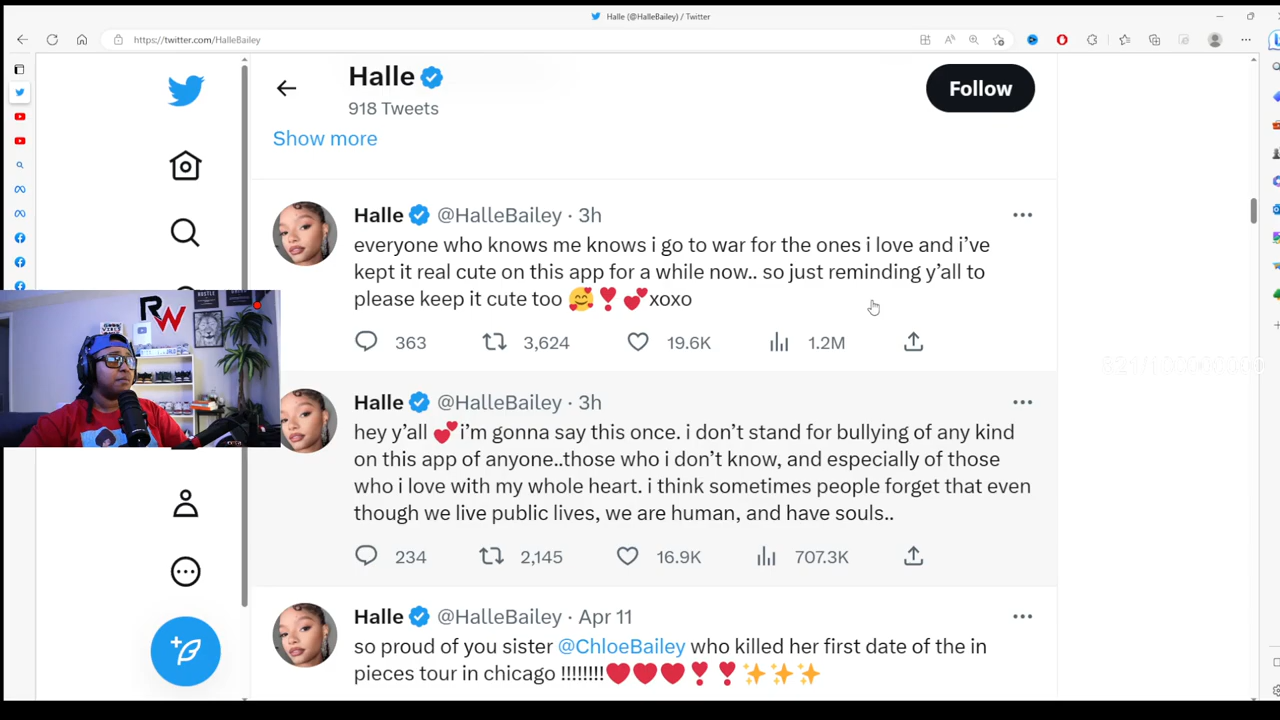 Halle (@HalleBailey) / Twitter
https://twitter.com/HalleBailey
Halle
918 Tweets
Follow
Show more
Halle @HalleBailey · 3h
everyone who knows me knows i go to war for the ones i love and i've
kept it real cute on this app for a while now.. so just reminding y'all to
please keep it cute too 🥰❣️💕xoxo
363 3,624 19.6K 1.2M
Halle @HalleBailey · 3h
hey y'all 💕i'm gonna say this once. i don't stand for bullying of any kind
on this app of anyone..those who i don't know, and especially of those
who i love with my whole heart. i think sometimes people forget that even
though we live public lives, we are human, and have souls..
234 2,145 16.9K 707.3K
Halle @HalleBailey · Apr 11
so proud of you sister @ChloeBailey who killed her first date of the in
pieces tour in chicago !!!!!!!!❤️❤️❤️❣️❣️✨✨✨
RW